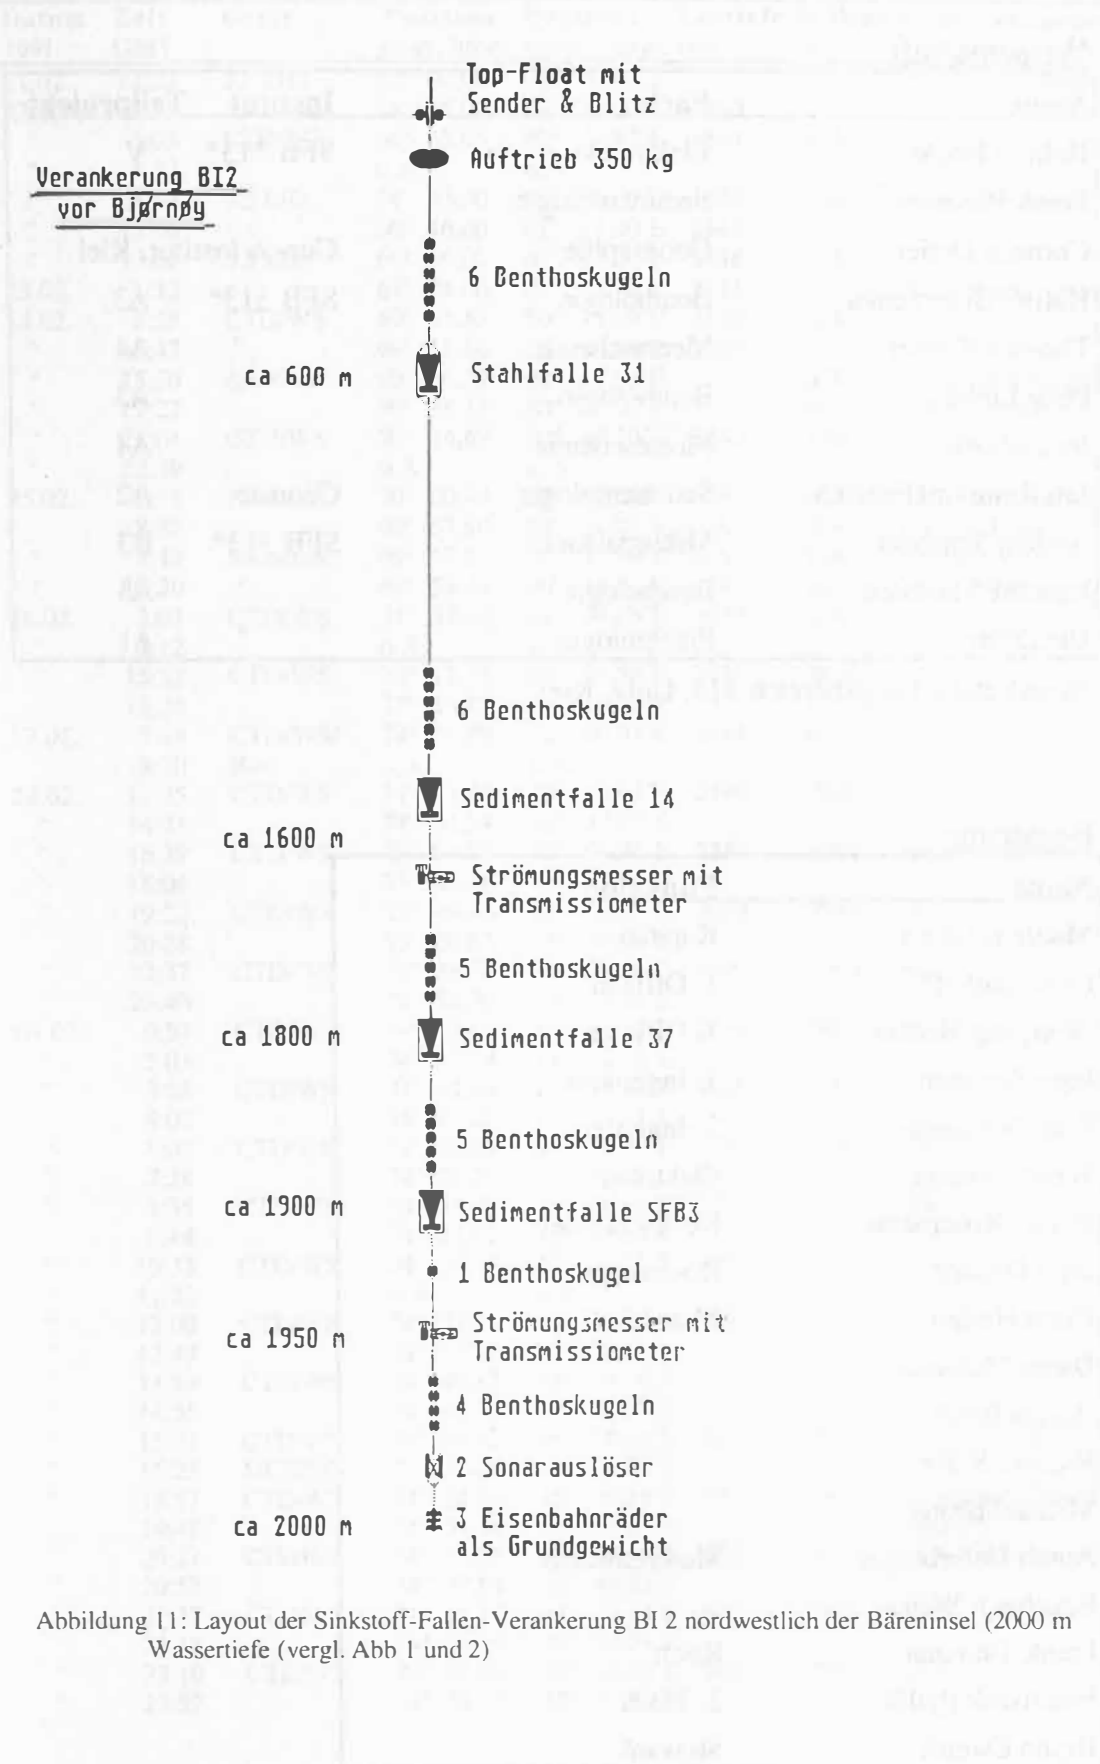 Top-Float mit
Sender & Blitz
Auftrieb 350 kg
Verankerung BI2
vor Bjørnøy
6 Benthoskugeln
ca 600 m
Stahlfalle 31
6 Benthoskugeln
Sedimentfalle 14
ca 1600 m
Strömungsmesser mit
Transmissiometer
5 Benthoskugeln
ca 1800 m
Sedimentfalle 37
5 Benthoskugeln
ca 1900 m
Sedimentfalle SFB3
1 Benthoskugel
ca 1950 m
Strömungsmesser mit
Transmissiometer
4 Benthoskugeln
2 Sonarauslöser
ca 2000 m
3 Eisenbahnräder
als Grundgewicht
Abbildung 11: Layout der Sinkstoff-Fallen-Verankerung BI 2 nordwestlich der Bäreninsel (2000 m
Wassertiefe (vergl. Abb 1 und 2)